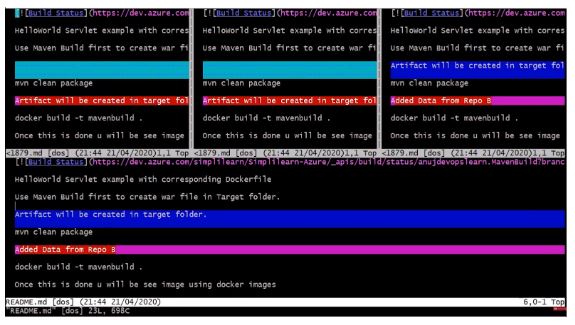 [![Build Status](https://dev.azure.com
HelloWorld Servlet example with corres
Use Maven Build first to create war fi
mvn clean package
Artifact will be created in target fol
docker build -t mavenbuild .
Once this is done u will be see image
<1879.md [dos] (21:44 21/04/2020)1,1 Top
[![Build Status](https://dev.azure.com
HelloWorld Servlet example with corres
Use Maven Build first to create war fi
mvn clean package
Artifact will be created in target fol
docker build -t mavenbuild .
Once this is done u will be see image
<1879.md [dos] (21:44 21/04/2020)1,1 Top
[![Build Status](https://dev.azure.com
HelloWorld Servlet example with corres
Use Maven Build first to create war fi
Artifact will be created in target fol
mvn clean package
Added Data from Repo B
docker build -t mavenbuild .
Once this is done u will be see image
<1879.md [dos] (21:44 21/04/2020)1,1 Top
[![Build Status](https://dev.azure.com/simplilearn/Simplilearn-Azure/_apis/build/status/anujdevopslearn.MavenBuild?branc
HelloWorld Servlet example with corresponding Dockerfile
Use Maven Build first to create war file in Target folder.
Artifact will be created in target folder.
mvn clean package
Added Data from Repo B
docker build -t mavenbuild .
Once this is done u will be see image using docker images
README.md [dos] (21:44 21/04/2020) 6,0-1 Top
"README.md" [dos] 23L, 698C